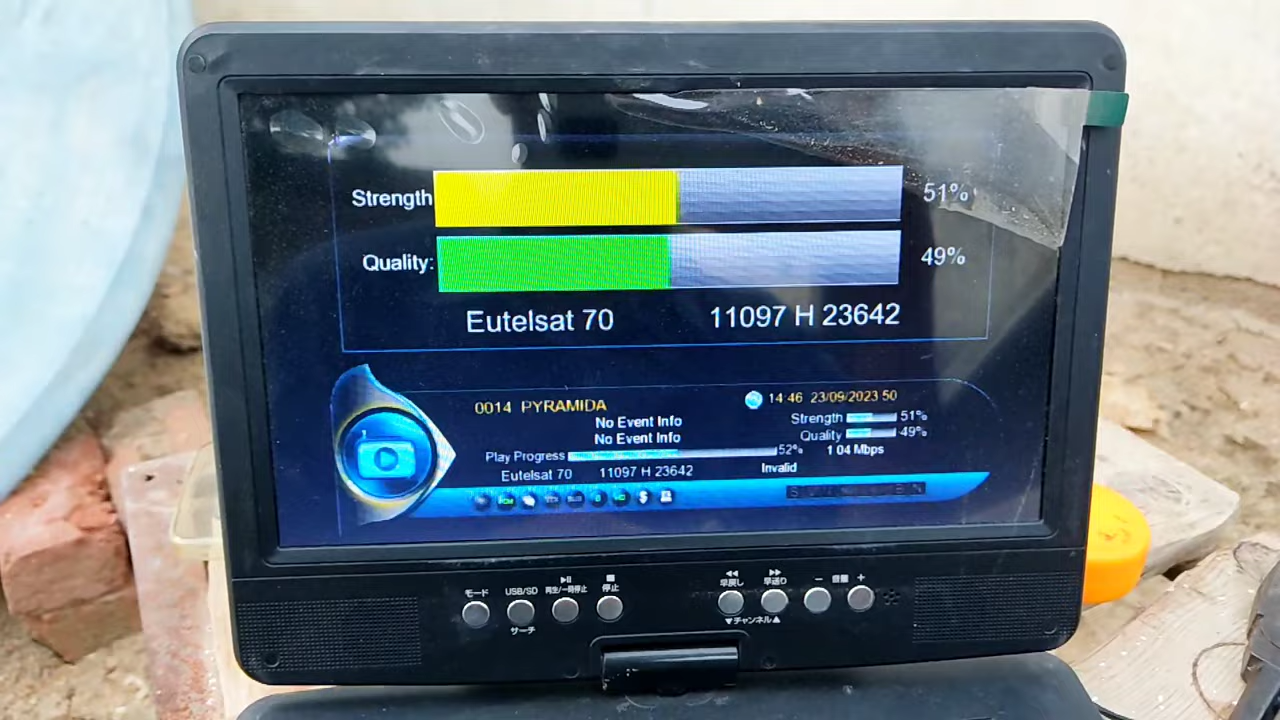 Strength 51%
Quality: 49%
Eutelsat 70 11097 H 23642
0014 PYRAMIDA 14:46 23/09/2023 50
No Event Info Strength 51%
No Event Info Quality 49%
Play Progress 52% 1 04 Mbps
Eutelsat 70 11097 H 23642 Invalid
モード USB/SD 再生/一時停止 停止 早戻し 早送り − 音量 +
サーチ ▼チャンネル▲